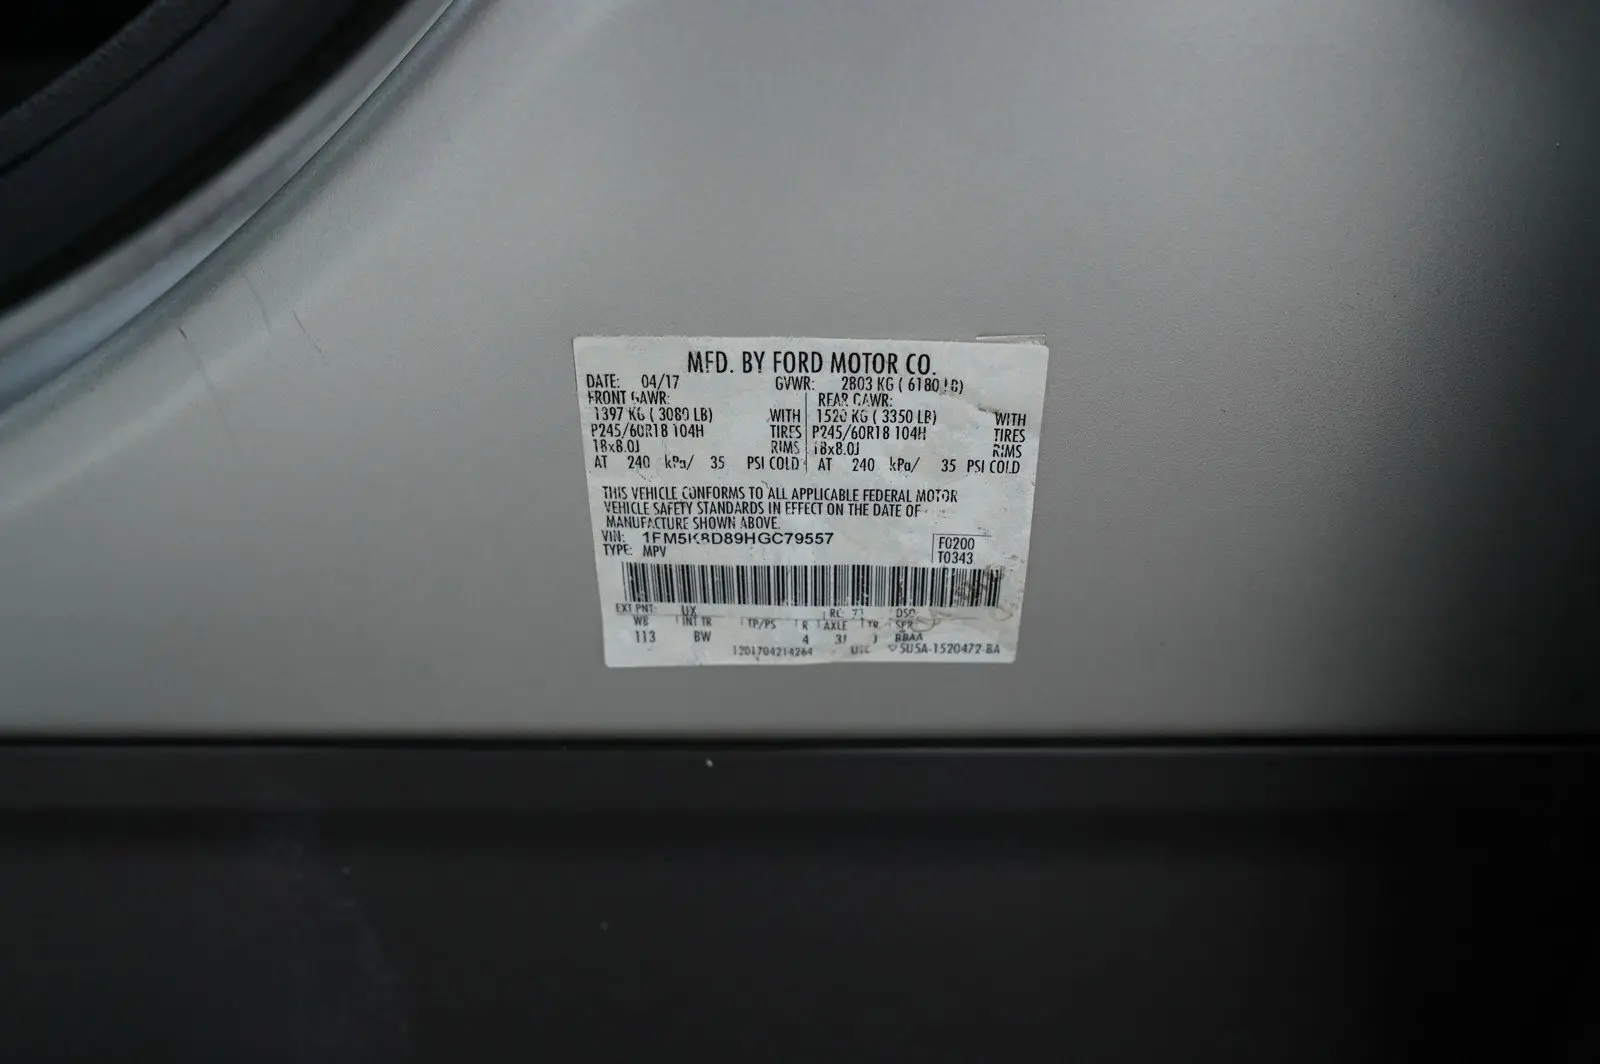 MFD. BY FORD MOTOR CO.
DATE: 04/17 GVWR: 2803 KG ( 6180 LB)
FRONT GAWR: REAR GAWR:
1397 KG ( 3080 LB) WITH 1520 KG ( 3350 LB) WITH
P245/60R18 104H TIRES P245/60R18 104H TIRES
18x8.0J RIMS 18x8.0J RIMS
AT 240 kPa/ 35 PSI COLD AT 240 kPa/ 35 PSI COLD
THIS VEHICLE CONFORMS TO ALL APPLICABLE FEDERAL MOTOR
VEHICLE SAFETY STANDARDS IN EFFECT ON THE DATE OF
MANUFACTURE SHOWN ABOVE.
VIN: 1FM5K8D89HGC79557 F0200
TYPE: MPV T0343
EXT PNT: UX RC: 71 DSO:
WB INT TR TP/PS R AXLE TR SPR
113 BW 4 31 J BBAA
1201704214264 UTC 5U5A-1520472-BA